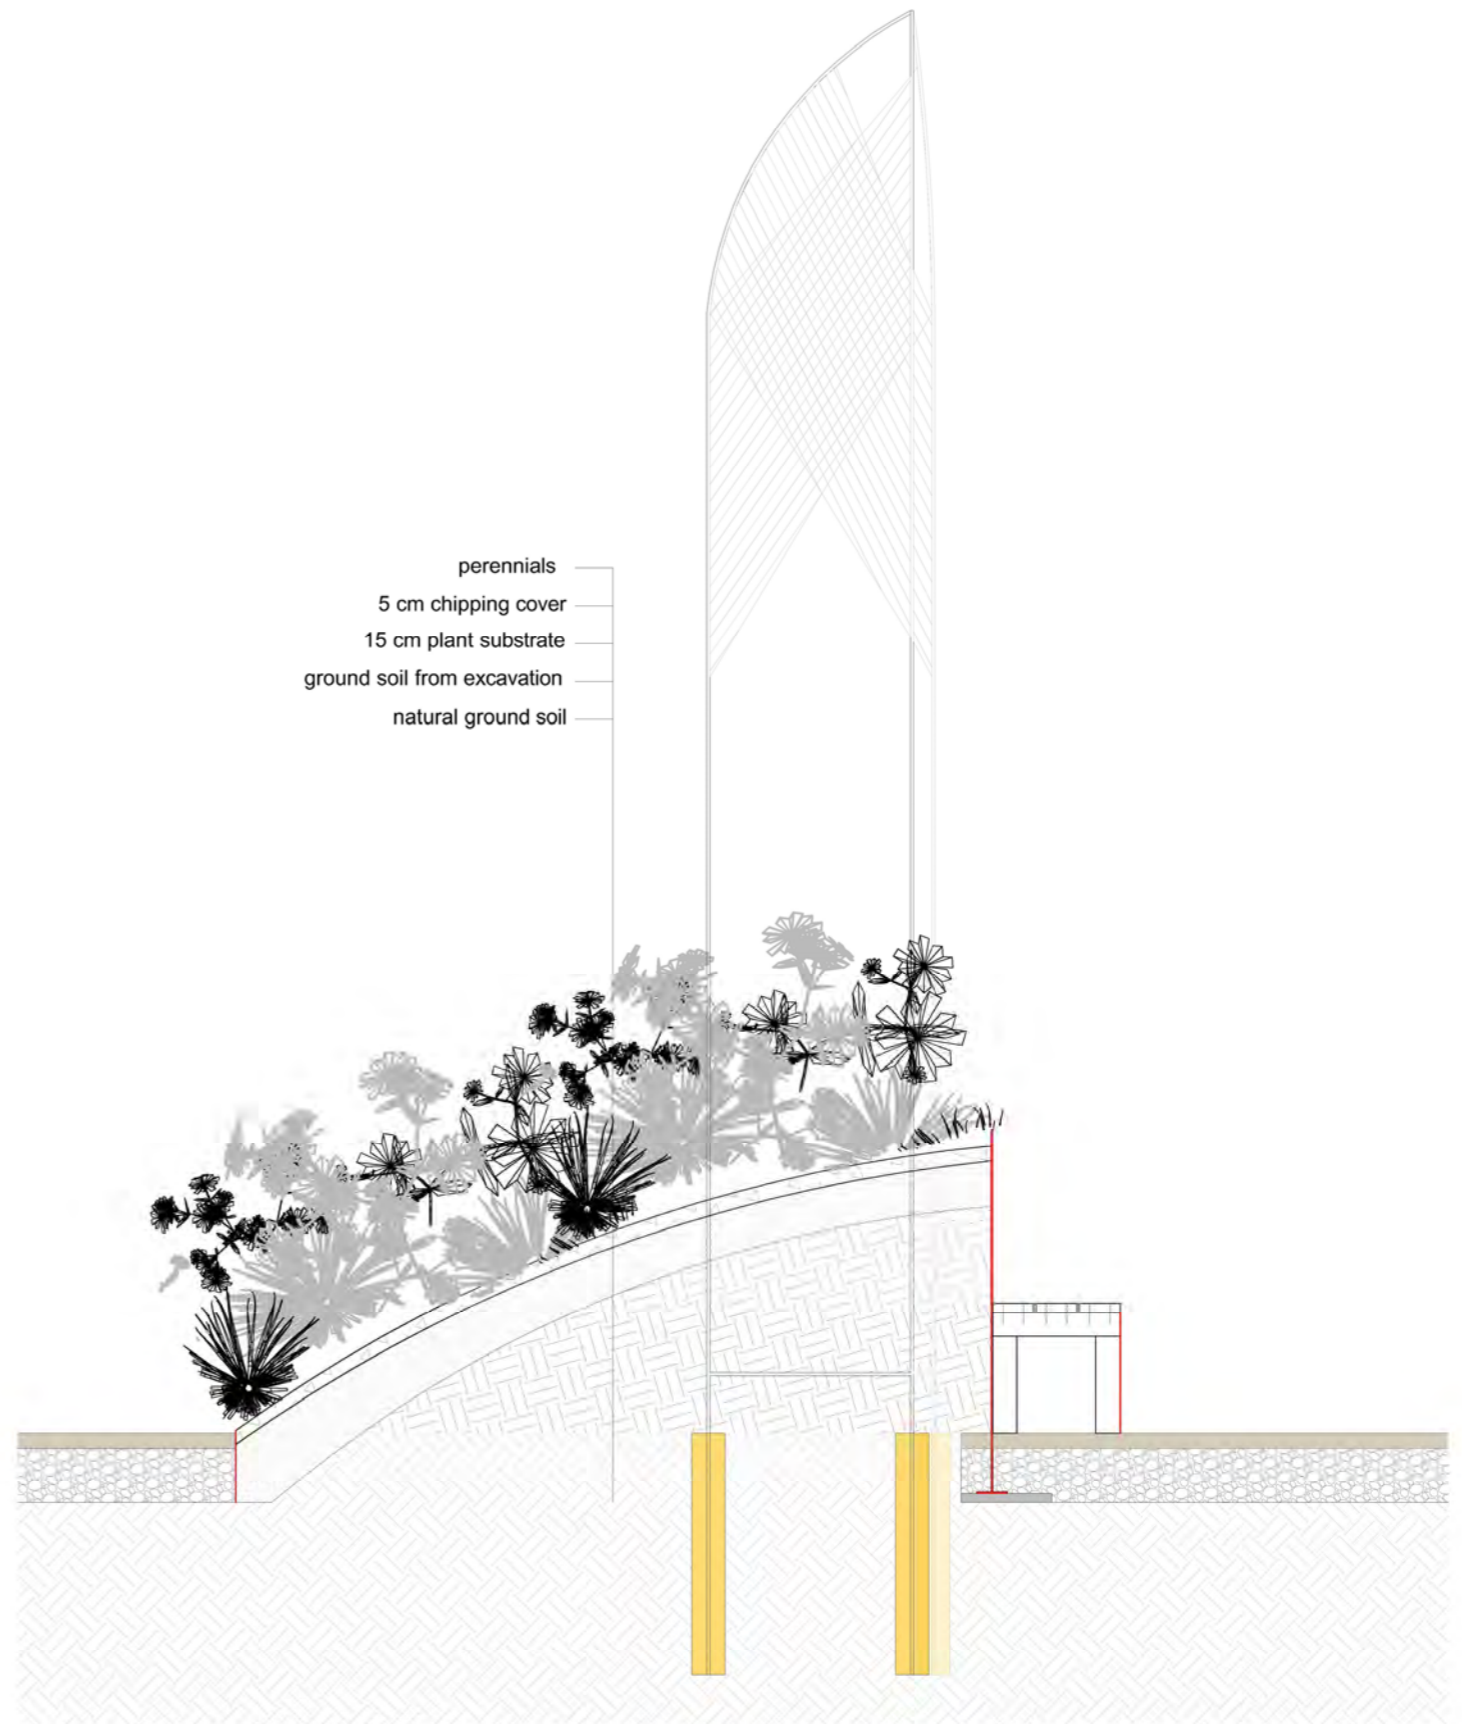 perennials
5 cm chipping cover
15 cm plant substrate
ground soil from excavation
natural ground soil